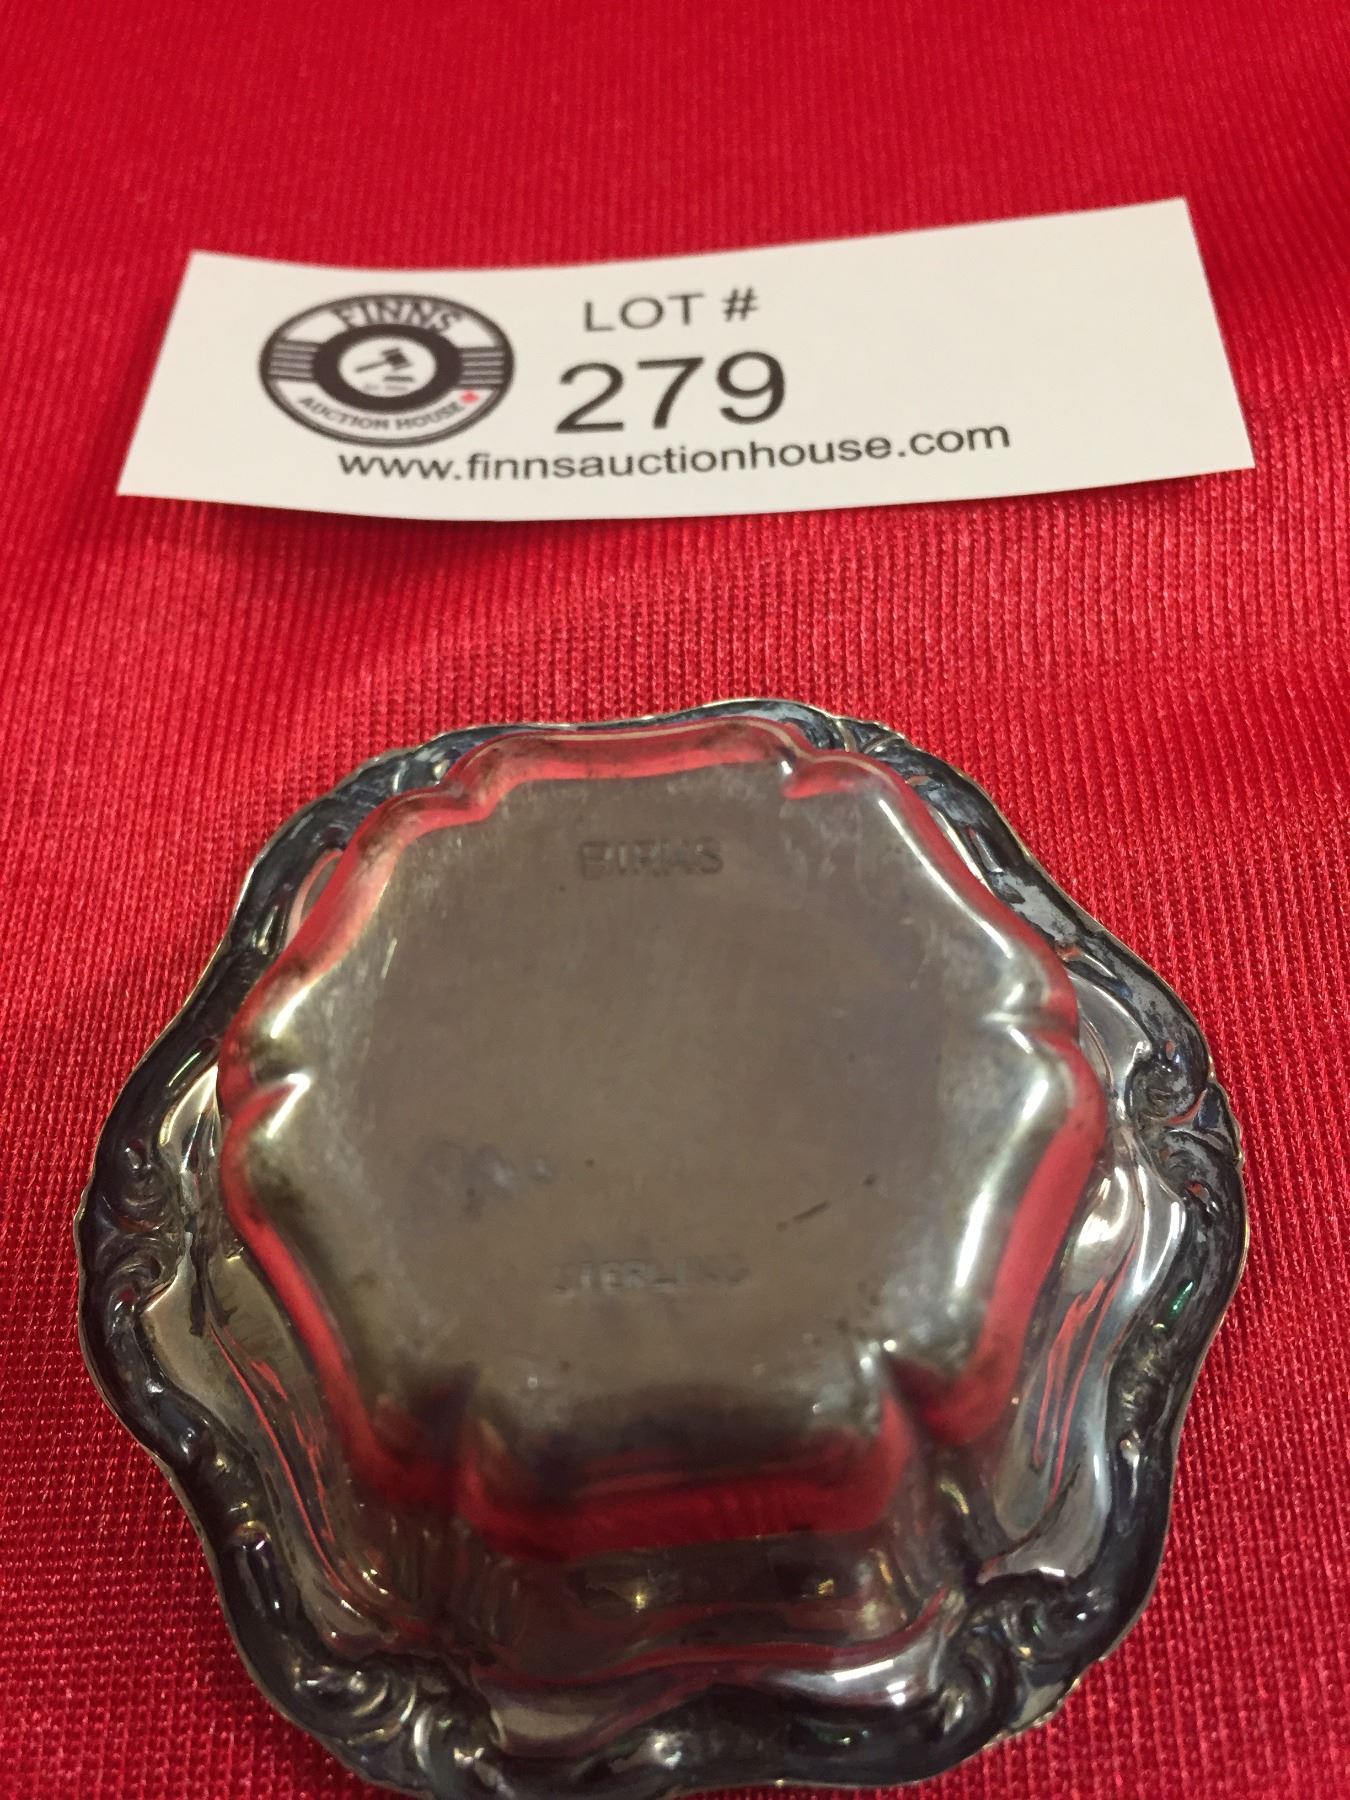 FINNS
AUCTION HOUSE
LOT #
279
www.finnsauctionhouse.com
BIRKS
STERLING